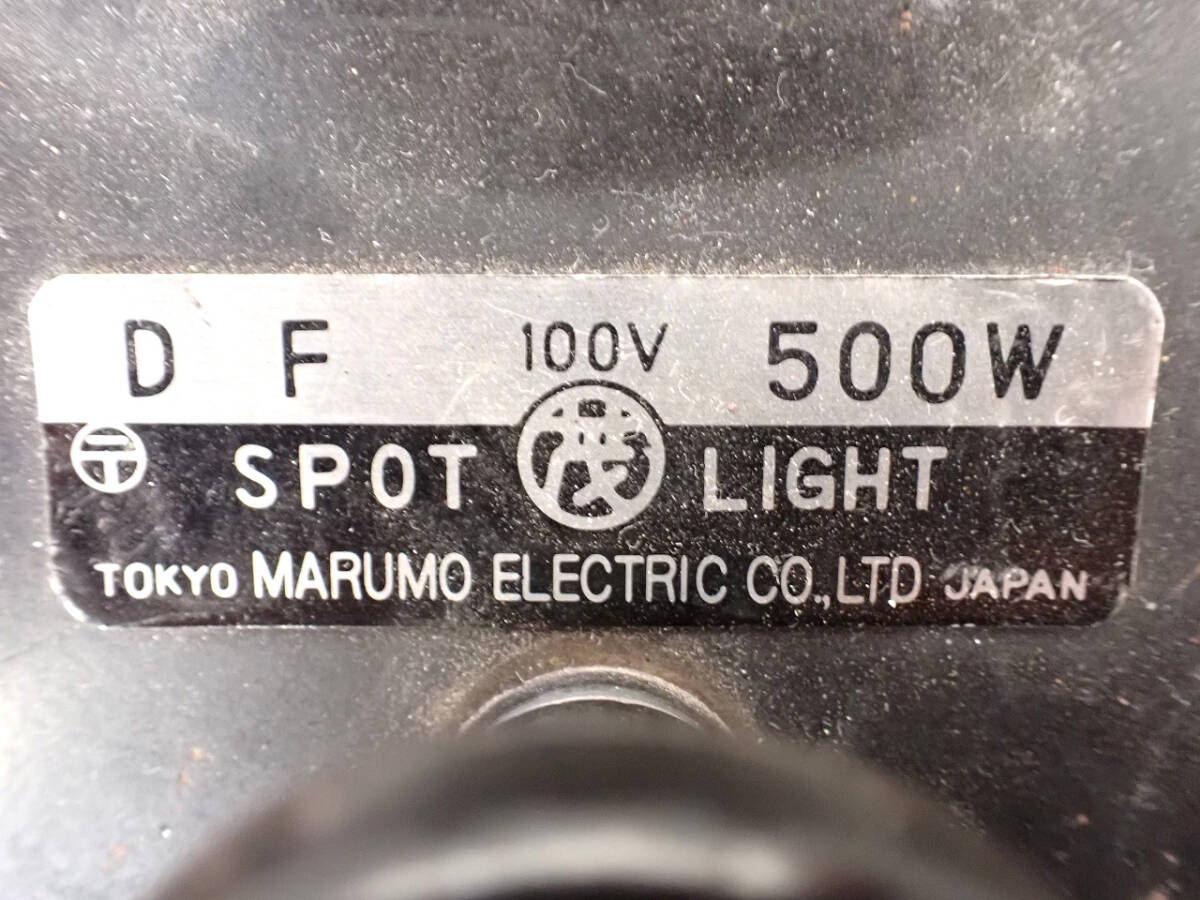 D F 100V 500W
〒 SPOT 茂 LIGHT
TOKYO MARUMO ELECTRIC CO.,LTD JAPAN